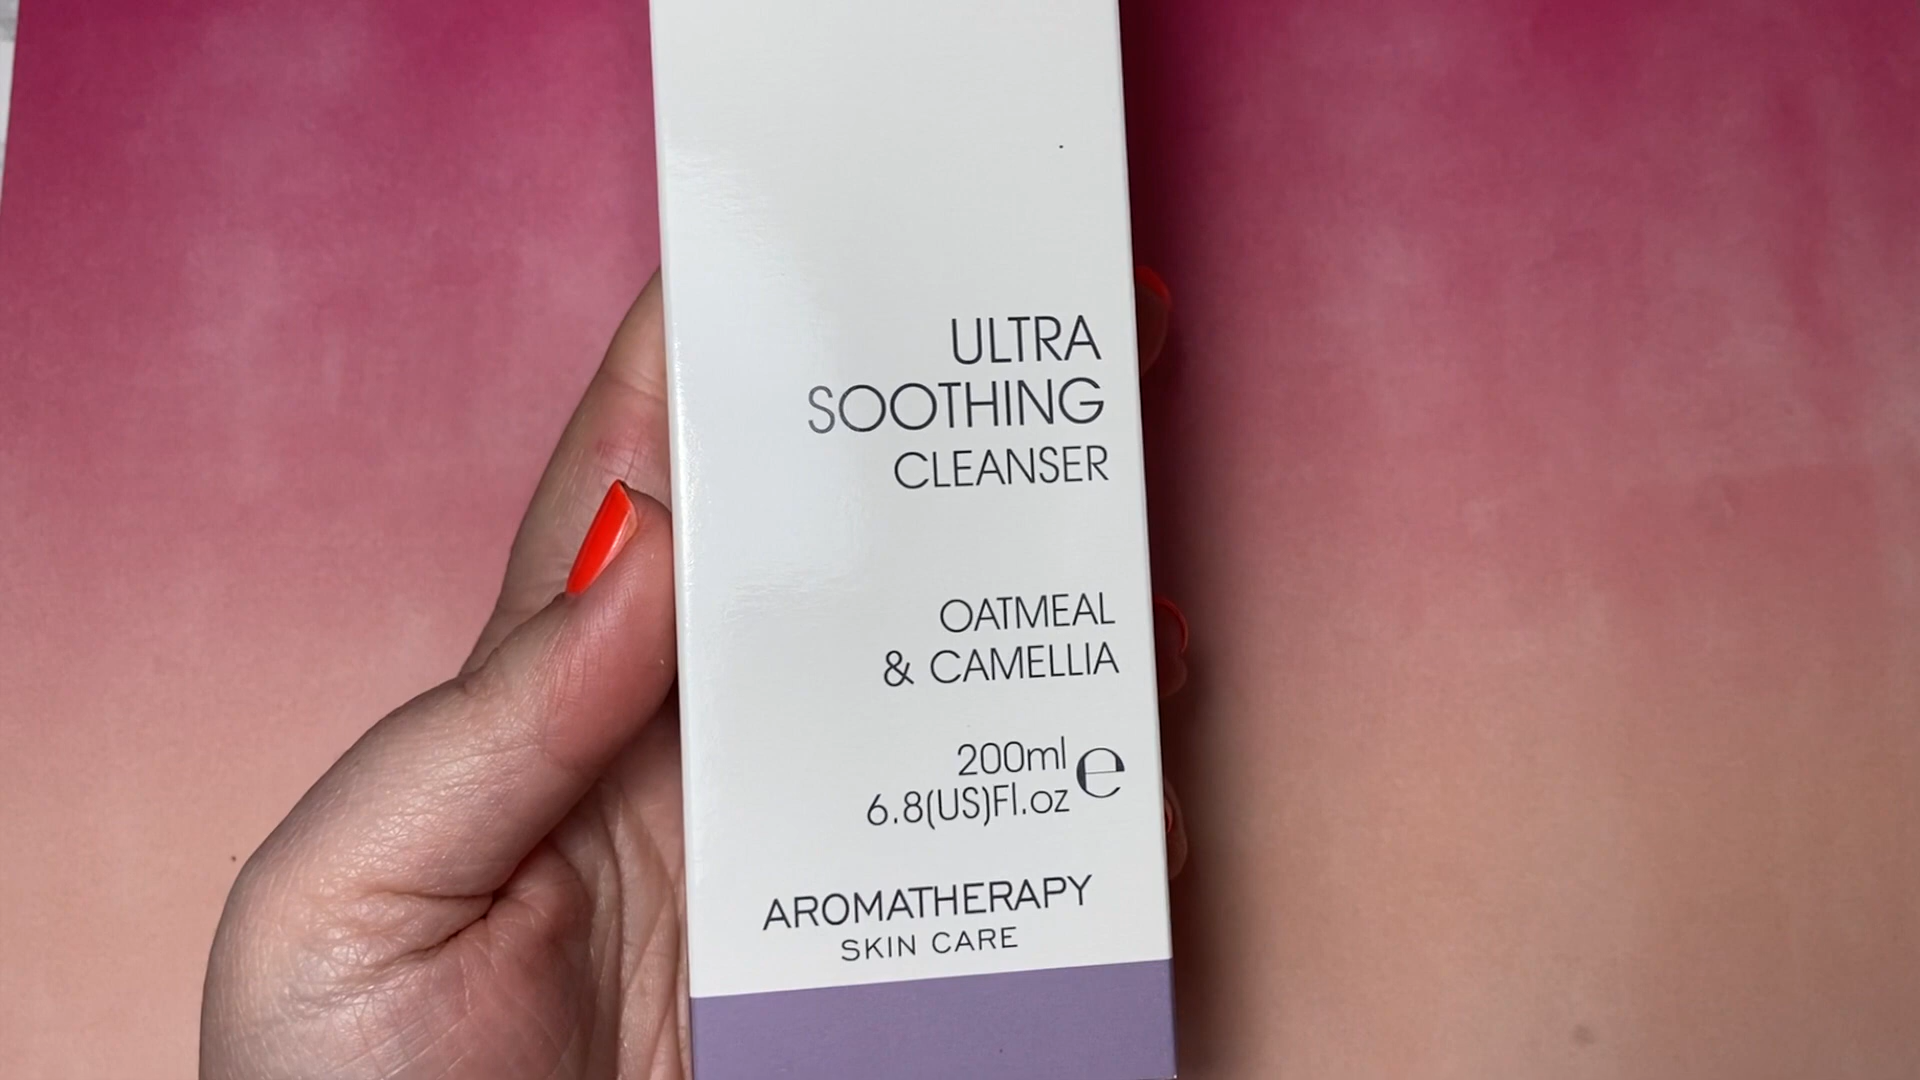 ULTRA
SOOTHING
CLEANSER
OATMEAL
& CAMELLIA
200ml ℮
6.8(US)Fl.oz
AROMATHERAPY
SKIN CARE